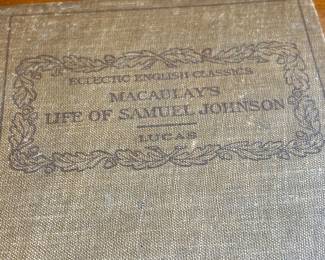 ECLECTIC ENGLISH CLASSICS
MACAULAY'S
LIFE OF SAMUEL JOHNSON
LUCAS